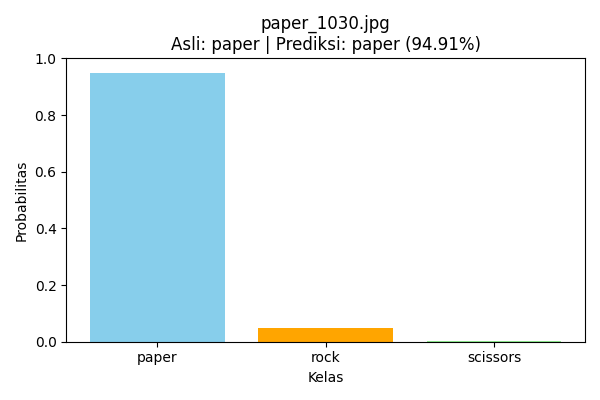 paper_1030.jpg
Asli: paper | Prediksi: paper (94.91%)
1.0
0.8
0.6
0.4
0.2
0.0
Probabilitas
paper rock scissors
Kelas